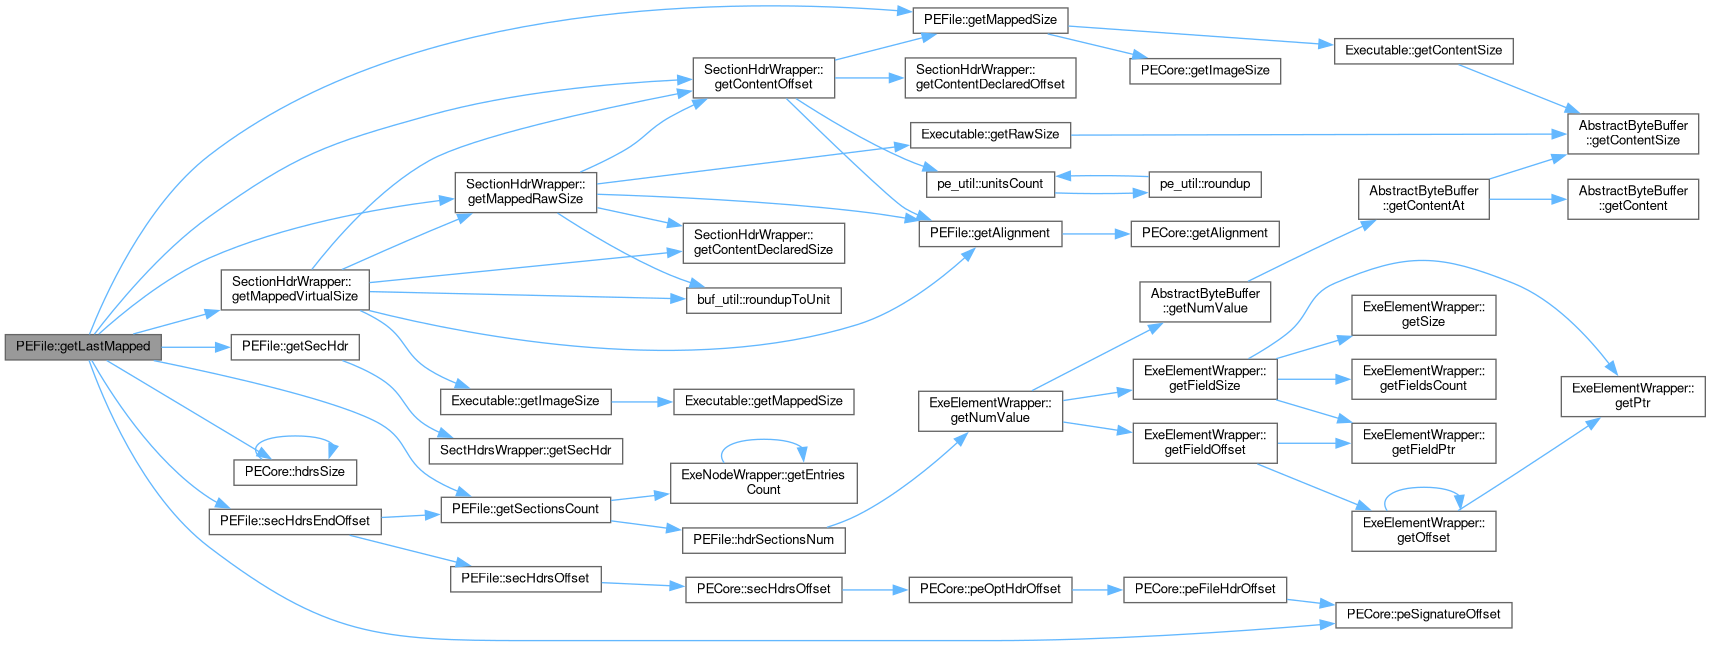 PEFile::getMappedSize
Executable::getContentSize
PECore::getImageSize
SectionHdrWrapper::
getContentOffset
SectionHdrWrapper::
getContentDeclaredOffset
AbstractByteBuffer
::getContentSize
Executable::getRawSize
SectionHdrWrapper::
getMappedRawSize
pe_util::unitsCount
pe_util::roundup
AbstractByteBuffer
::getContentAt
AbstractByteBuffer
::getContent
PEFile::getAlignment
PECore::getAlignment
SectionHdrWrapper::
getContentDeclaredSize
SectionHdrWrapper::
getMappedVirtualSize
buf_util::roundupToUnit
AbstractByteBuffer
::getNumValue
ExeElementWrapper::
getSize
PEFile::getLastMapped
PEFile::getSecHdr
ExeElementWrapper::
getFieldSize
ExeElementWrapper::
getFieldsCount
ExeElementWrapper::
getPtr
Executable::getImageSize
Executable::getMappedSize
ExeElementWrapper::
getNumValue
ExeElementWrapper::
getFieldOffset
ExeElementWrapper::
getFieldPtr
SectHdrsWrapper::getSecHdr
PECore::hdrsSize
ExeNodeWrapper::getEntries
Count
PEFile::getSectionsCount
PEFile::secHdrsEndOffset
PEFile::hdrSectionsNum
ExeElementWrapper::
getOffset
PEFile::secHdrsOffset
PECore::secHdrsOffset
PECore::peOptHdrOffset
PECore::peFileHdrOffset
PECore::peSignatureOffset